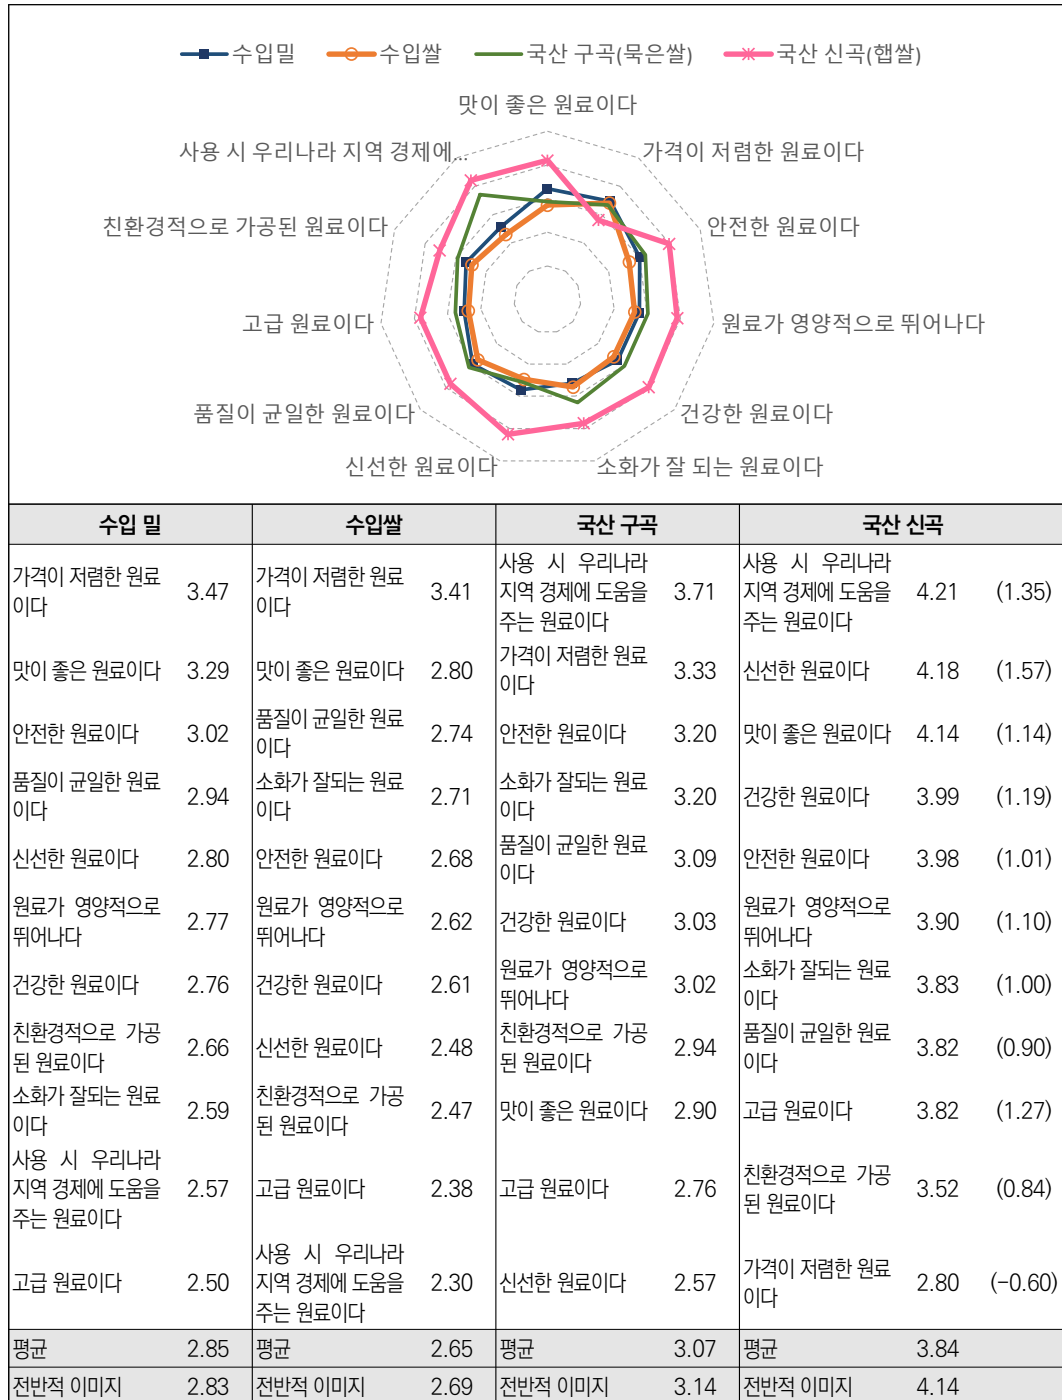 수입밀 수입쌀 국산 구곡(묵은쌀) 국산 신곡(햅쌀)
맛이 좋은 원료이다
사용 시 우리나라 지역 경제에... 가격이 저렴한 원료이다
친환경적으로 가공된 원료이다 안전한 원료이다
고급 원료이다 원료가 영양적으로 뛰어나다
품질이 균일한 원료이다 건강한 원료이다
신선한 원료이다 소화가 잘 되는 원료이다
수입 밀 수입쌀 국산 구곡 국산 신곡
가격이 저렴한 원료
이다 3.47
가격이 저렴한 원료
이다 3.41
사용 시 우리나라
지역 경제에 도움을
주는 원료이다 3.71
사용 시 우리나라
지역 경제에 도움을
주는 원료이다 4.21 (1.35)
맛이 좋은 원료이다 3.29
맛이 좋은 원료이다 2.80
가격이 저렴한 원료
이다 3.33
신선한 원료이다 4.18 (1.57)
안전한 원료이다 3.02
품질이 균일한 원료
이다 2.74
안전한 원료이다 3.20
맛이 좋은 원료이다 4.14 (1.14)
품질이 균일한 원료
이다 2.94
소화가 잘되는 원료
이다 2.71
소화가 잘되는 원료
이다 3.20
건강한 원료이다 3.99 (1.19)
신선한 원료이다 2.80
안전한 원료이다 2.68
품질이 균일한 원료
이다 3.09
안전한 원료이다 3.98 (1.01)
원료가 영양적으로
뛰어나다 2.77
원료가 영양적으로
뛰어나다 2.62
건강한 원료이다 3.03
원료가 영양적으로
뛰어나다 3.90 (1.10)
건강한 원료이다 2.76
건강한 원료이다 2.61
원료가 영양적으로
뛰어나다 3.02
소화가 잘되는 원료
이다 3.83 (1.00)
친환경적으로 가공
된 원료이다 2.66
신선한 원료이다 2.48
친환경적으로 가공
된 원료이다 2.94
품질이 균일한 원료
이다 3.82 (0.90)
소화가 잘되는 원료
이다 2.59
친환경적으로 가공
된 원료이다 2.47
맛이 좋은 원료이다 2.90
고급 원료이다 3.82 (1.27)
사용 시 우리나라
지역 경제에 도움을
주는 원료이다 2.57
고급 원료이다 2.38
고급 원료이다 2.76
친환경적으로 가공
된 원료이다 3.52 (0.84)
고급 원료이다 2.50
사용 시 우리나라
지역 경제에 도움을
주는 원료이다 2.30
신선한 원료이다 2.57
가격이 저렴한 원료
이다 2.80 (-0.60)
평균 2.85 평균 2.65 평균 3.07 평균 3.84
전반적 이미지 2.83 전반적 이미지 2.69 전반적 이미지 3.14 전반적 이미지 4.14